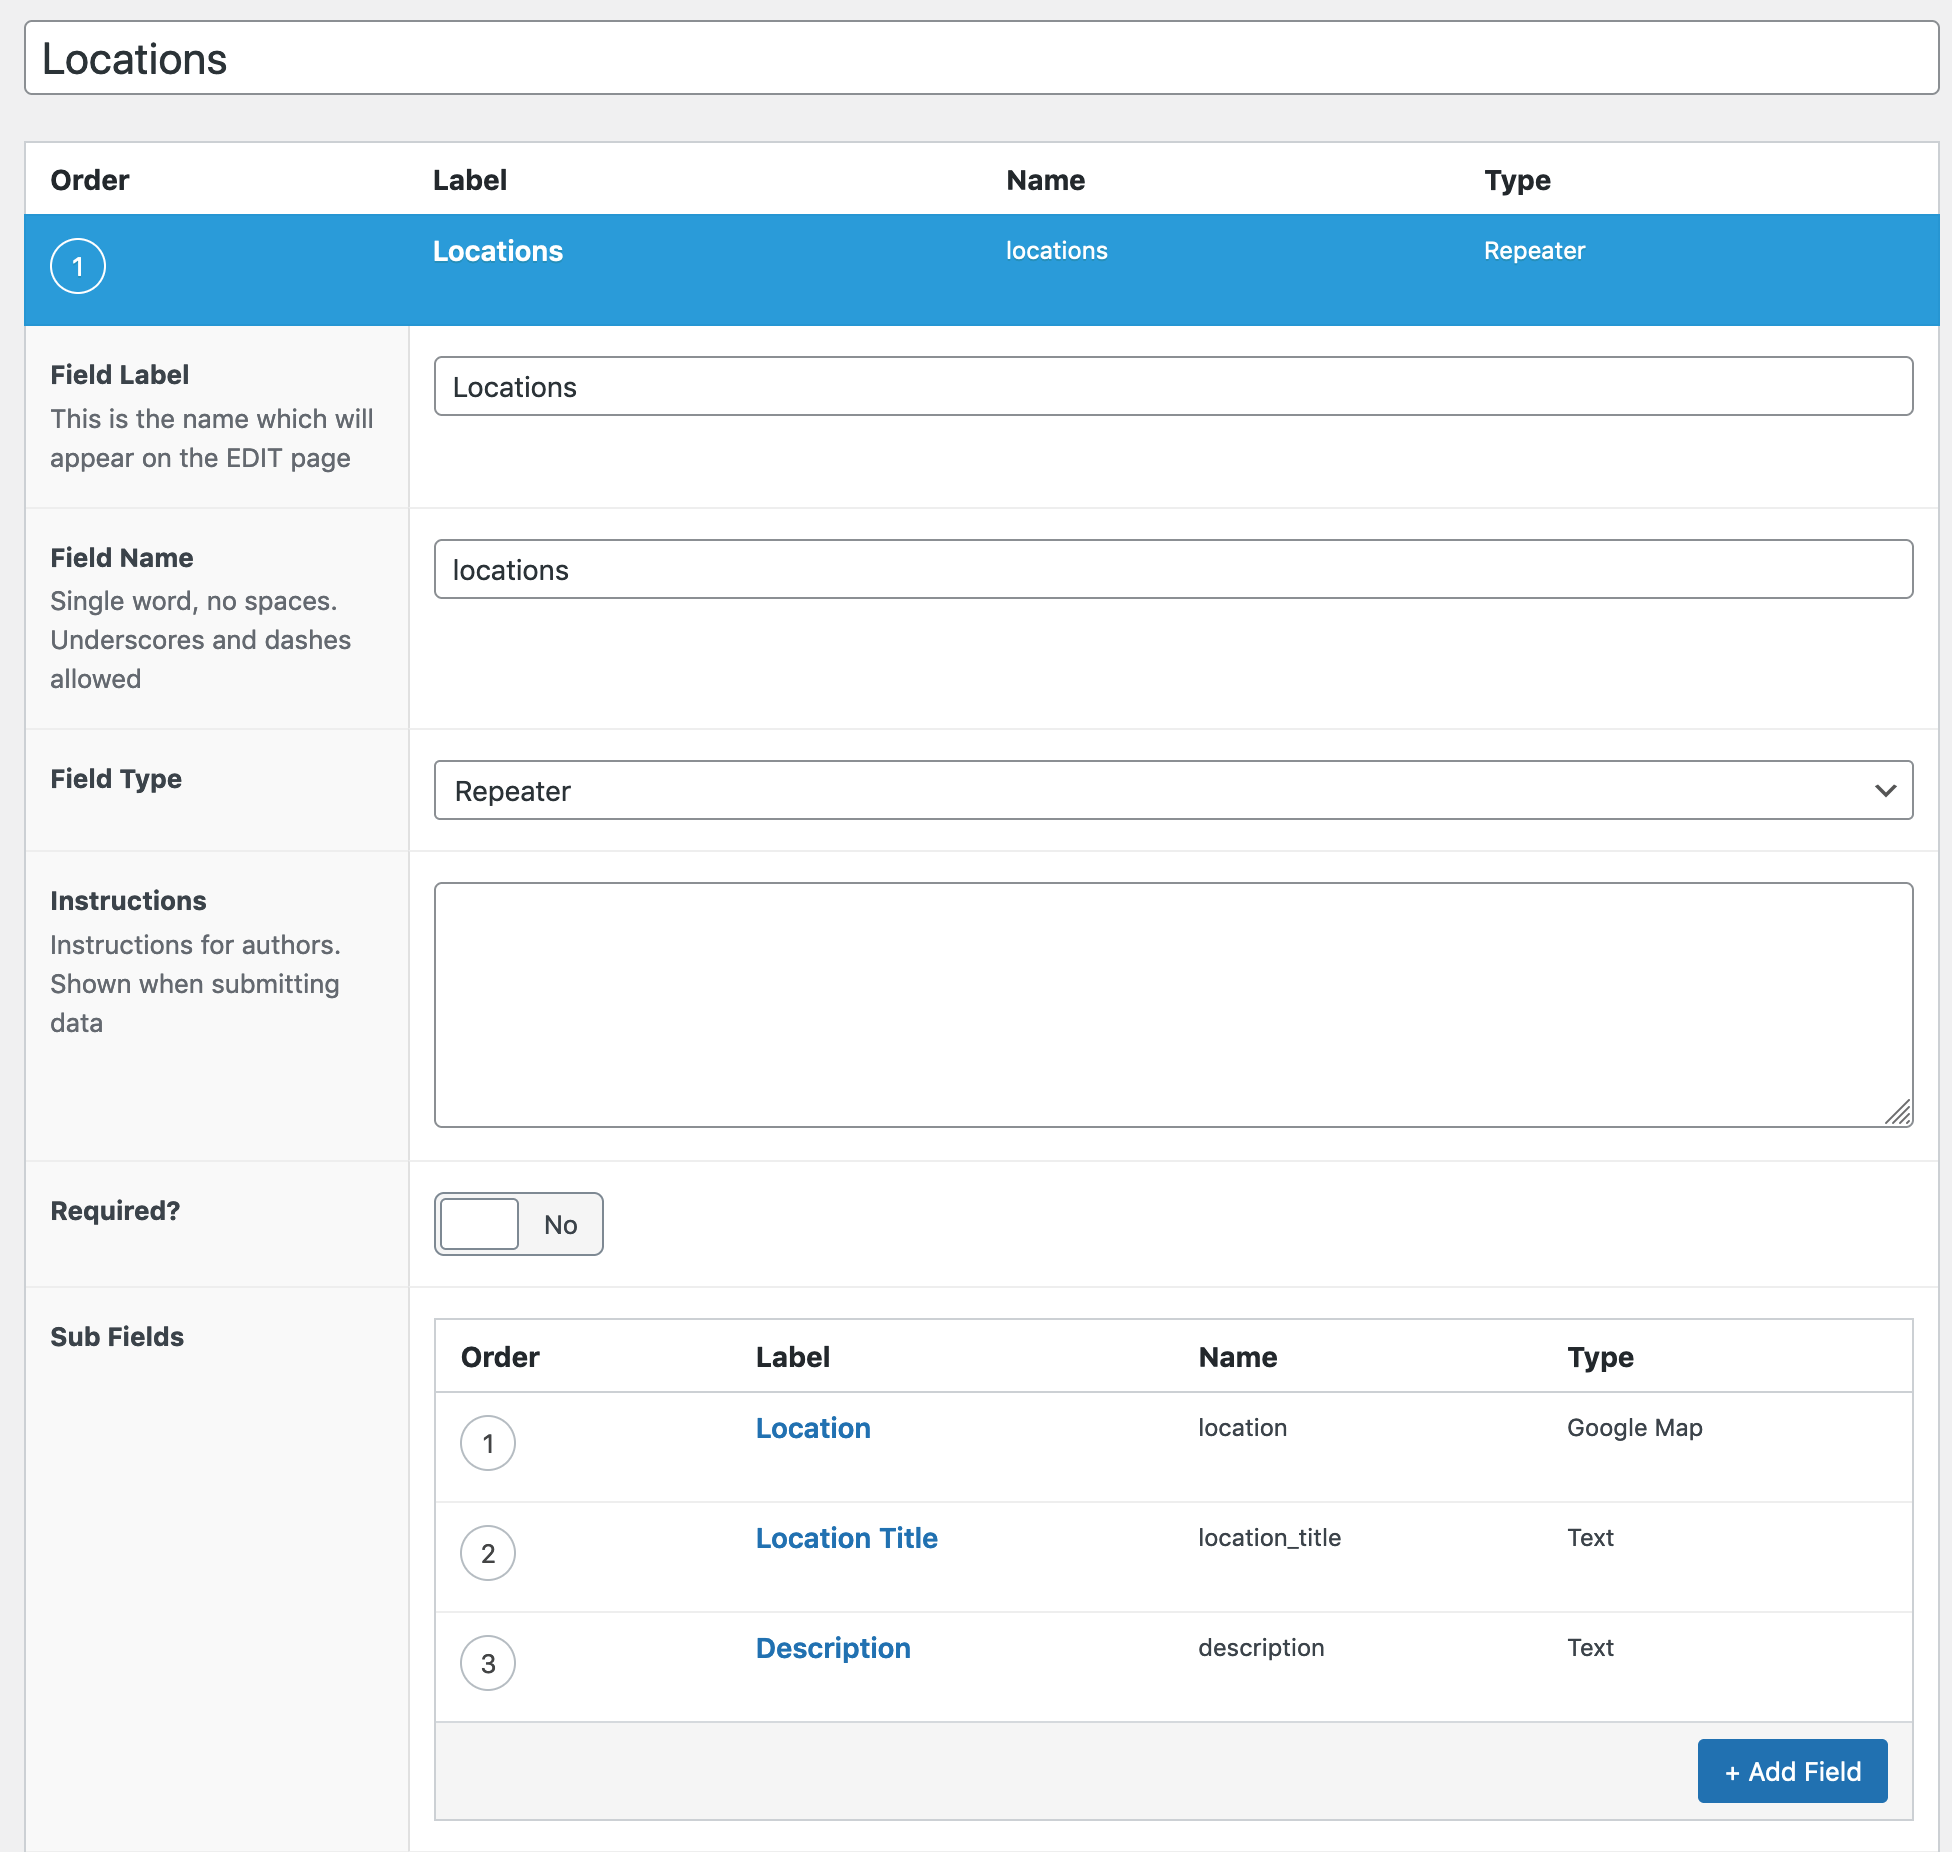 Locations
Order Label Name Type
1 Locations locations Repeater
Field Label
This is the name which will
appear on the EDIT page
Locations
Field Name
Single word, no spaces.
Underscores and dashes
allowed
locations
Field Type
Repeater
Instructions
Instructions for authors.
Shown when submitting
data
Required?
No
Sub Fields
Order Label Name Type
1 Location location Google Map
2 Location Title location_title Text
3 Description description Text
+ Add Field